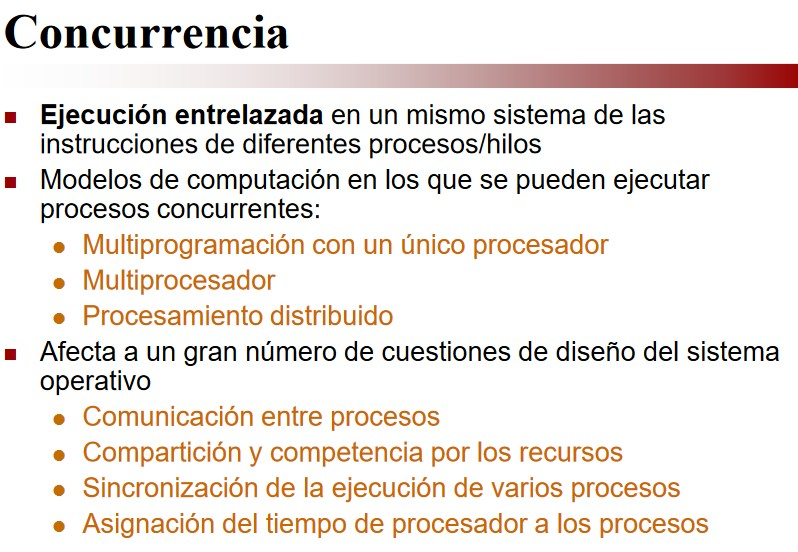 Concurrencia
Ejecución entrelazada en un mismo sistema de las
instrucciones de diferentes procesos/hilos
Modelos de computación en los que se pueden ejecutar
procesos concurrentes:
Multiprogramación con un único procesador
Multiprocesador
Procesamiento distribuido
Afecta a un gran número de cuestiones de diseño del sistema
operativo
Comunicación entre procesos
Compartición y competencia por los recursos
Sincronización de la ejecución de varios procesos
Asignación del tiempo de procesador a los procesos